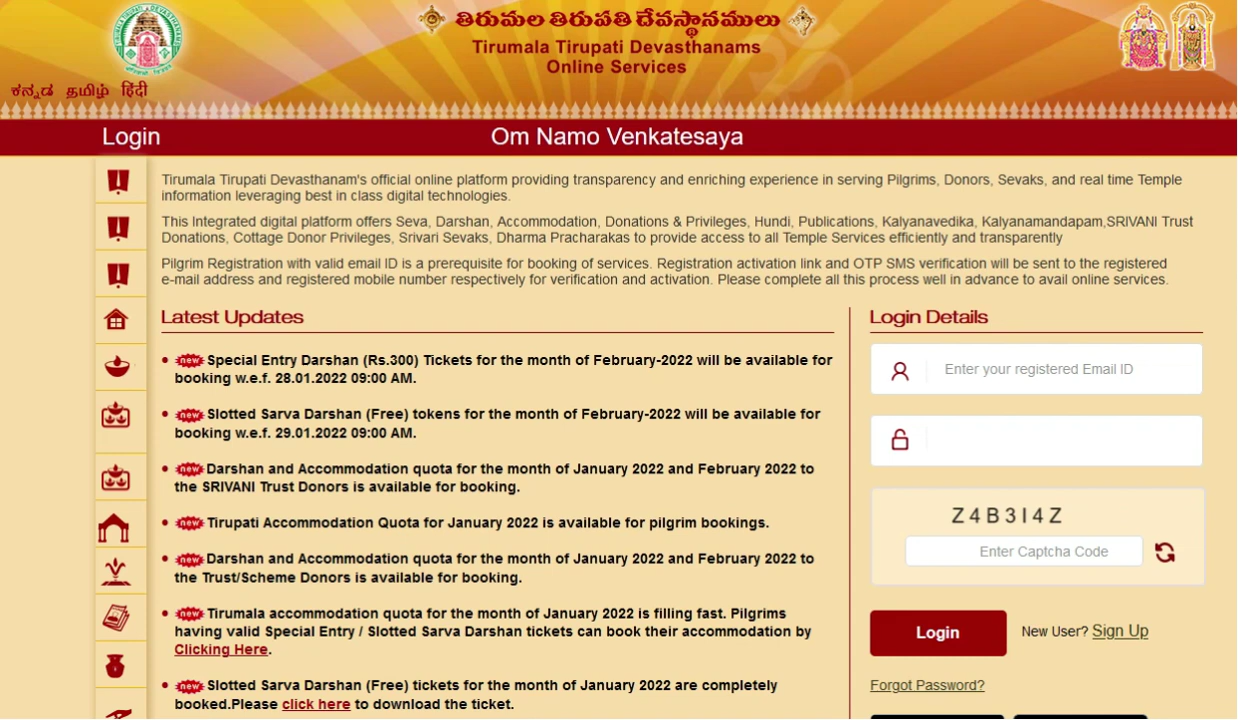 తిరుమల తిరుపతి దేవస్థానములు
Tirumala Tirupati Devasthanams
Online Services
ಕನ್ನಡ தமிழ் हिंदी
Login
Om Namo Venkatesaya
Tirumala Tirupati Devasthanam's official online platform providing transparency and enriching experience in serving Pilgrims, Donors, Sevaks, and real time Temple
information leveraging best in class digital technologies.
This Integrated digital platform offers Seva, Darshan, Accommodation, Donations & Privileges, Hundi, Publications, Kalyanavedika, Kalyanamandapam,SRIVANI Trust
Donations, Cottage Donor Privileges, Srivari Sevaks, Dharma Pracharakas to provide access to all Temple Services efficiently and transparently
Pilgrim Registration with valid email ID is a prerequisite for booking of services. Registration activation link and OTP SMS verification will be sent to the registered
e-mail address and registered mobile number respectively for verification and activation. Please complete all this process well in advance to avail online services.
Latest Updates
new Special Entry Darshan (Rs.300) Tickets for the month of February-2022 will be available for
booking w.e.f. 28.01.2022 09:00 AM.
new Slotted Sarva Darshan (Free) tokens for the month of February-2022 will be available for
booking w.e.f. 29.01.2022 09:00 AM.
new Darshan and Accommodation quota for the month of January 2022 and February 2022 to
the SRIVANI Trust Donors is available for booking.
new Tirupati Accommodation Quota for January 2022 is available for pilgrim bookings.
new Darshan and Accommodation quota for the month of January 2022 and February 2022 to
the Trust/Scheme Donors is available for booking.
new Tirumala accommodation quota for the month of January 2022 is filling fast. Pilgrims
having valid Special Entry / Slotted Sarva Darshan tickets can book their accommodation by
Clicking Here.
new Slotted Sarva Darshan (Free) tickets for the month of January 2022 are completely
booked.Please click here to download the ticket.
Login Details
Enter your registered Email ID
Z4B3I4Z
Enter Captcha Code
Login
New User? Sign Up
Forgot Password?